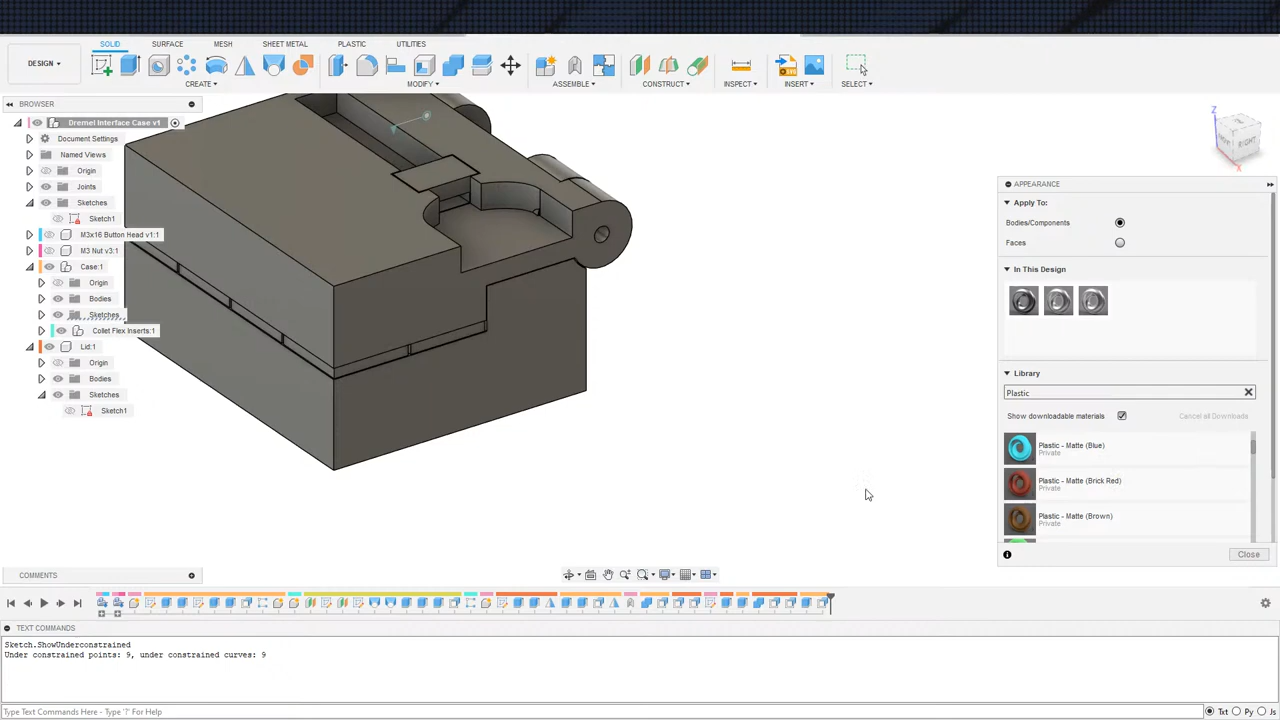 SOLID SURFACE MESH SHEET METAL PLASTIC UTILITIES
DESIGN ▾
CREATE ▾ MODIFY ▾ ASSEMBLE ▾ CONSTRUCT ▾ INSPECT ▾ INSERT ▾ SELECT ▾
BROWSER
Dremel Interface Case v1
Document Settings
Named Views
Origin
Joints
Sketches
Sketch1
M3x16 Button Head v1:1
M3 Nut v3:1
Case:1
Origin
Bodies
Sketches
Collet Flex Inserts:1
Lid:1
Origin
Bodies
Sketches
Sketch1
Z
RIGHT
X
APPEARANCE
Apply To:
Bodies/Components
Faces
In This Design
Library
Plastic
Show downloadable materials
Cancel all Downloads
Plastic - Matte (Blue)
Private
Plastic - Matte (Brick Red)
Private
Plastic - Matte (Brown)
Private
Close
COMMENTS
TEXT COMMANDS
Sketch.ShowUnderconstrained
Under constrained points: 9, under constrained curves: 9
Type Text Commands Here - Type '?' For Help
Txt Py Js